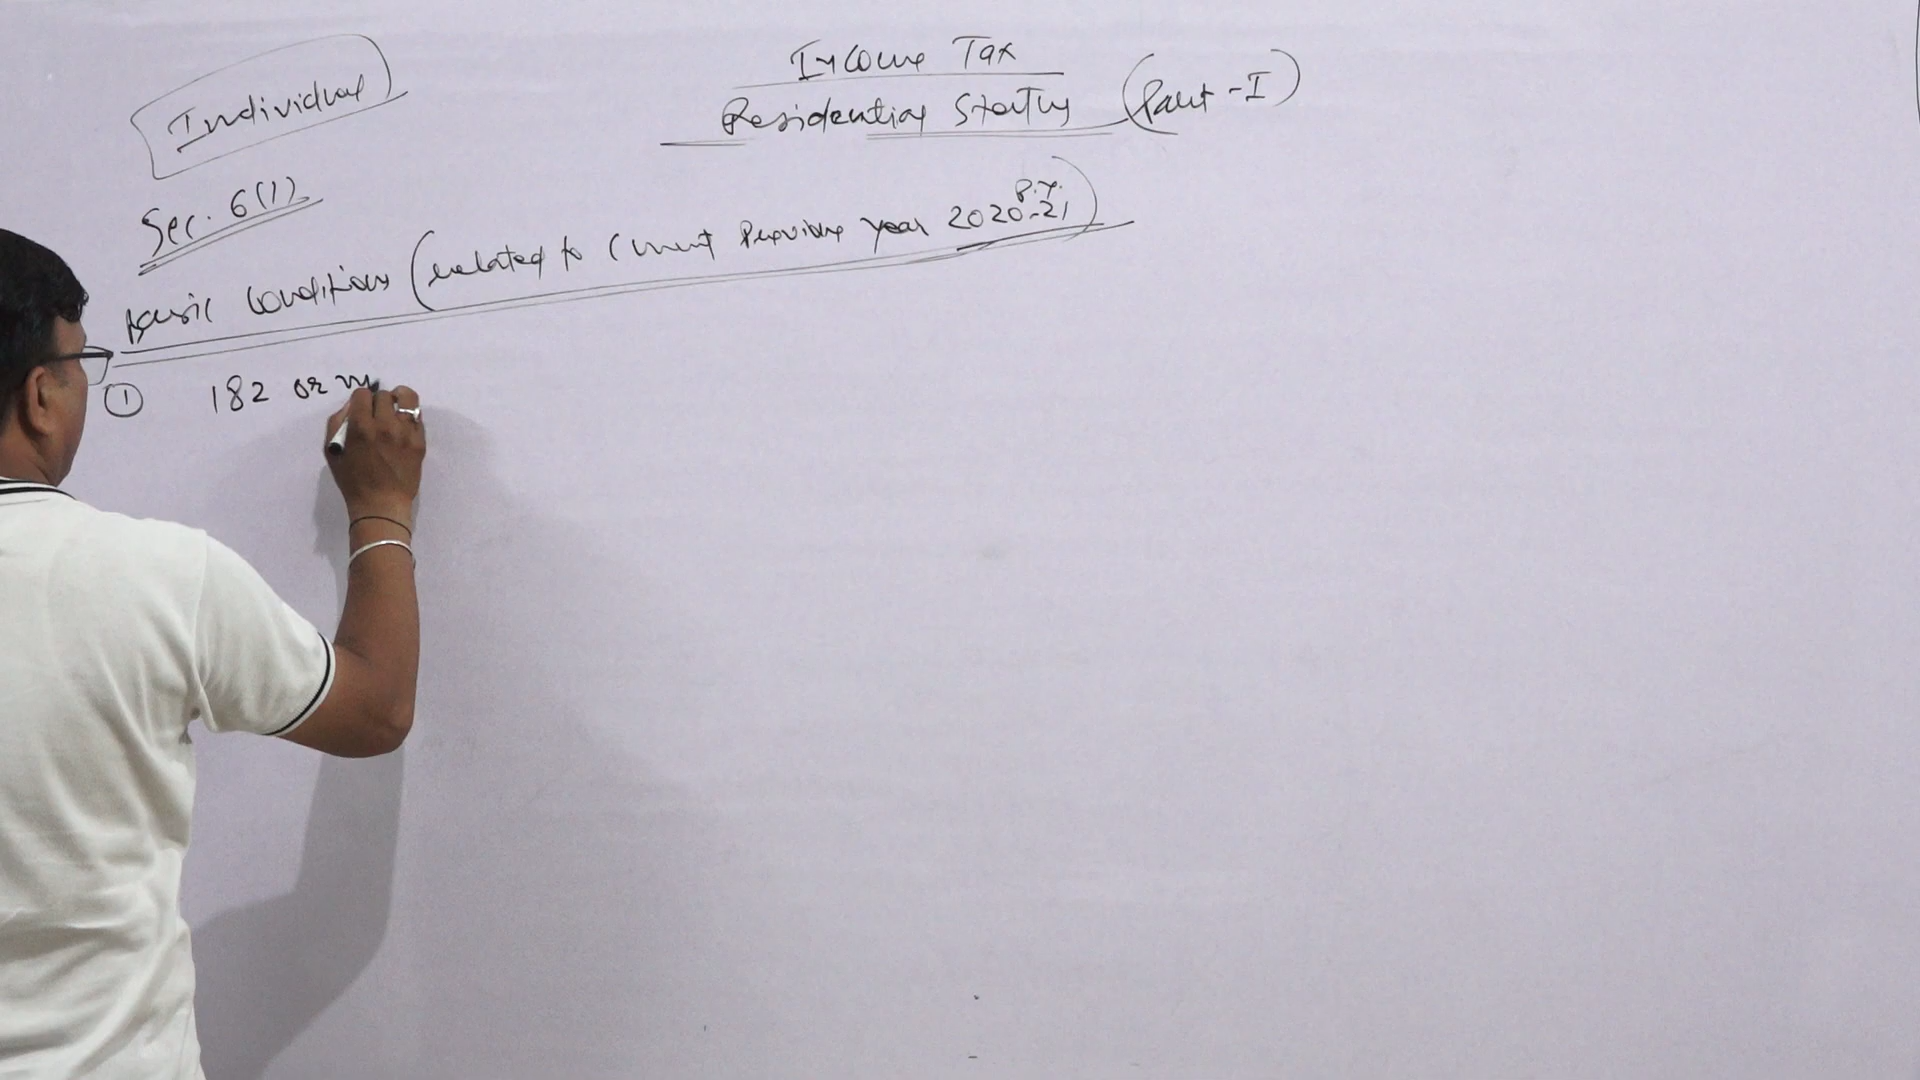 Income Tax
Residential Status (Part-I)
Individual
Sec. 6(1)
P.Y.
Basic Conditions (related to Current Previous year 2020-21)
① 182 or m